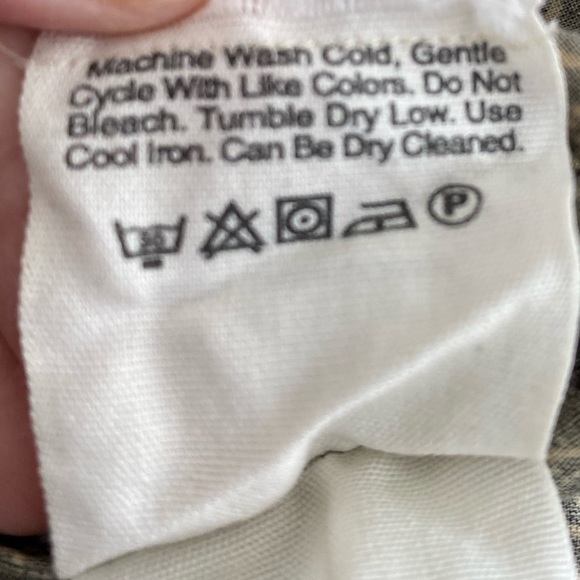 Machine Wash Cold, Gentle
Cycle With Like Colors. Do Not
Bleach. Tumble Dry Low. Use
Cool Iron. Can Be Dry Cleaned.
30 P